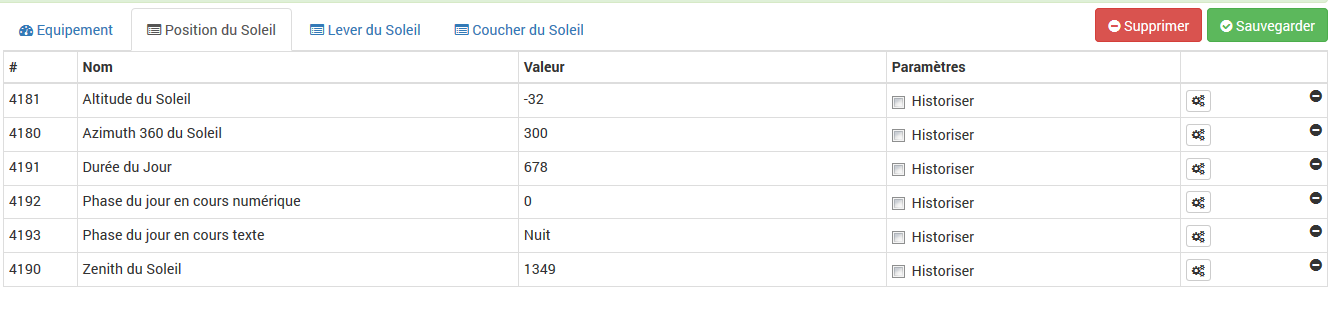 Equipement Position du Soleil Lever du Soleil Coucher du Soleil Supprimer Sauvegarder
# Nom Valeur Paramètres
4181 Altitude du Soleil -32 Historiser
4180 Azimuth 360 du Soleil 300 Historiser
4191 Durée du Jour 678 Historiser
4192 Phase du jour en cours numérique 0 Historiser
4193 Phase du jour en cours texte Nuit Historiser
4190 Zenith du Soleil 1349 Historiser